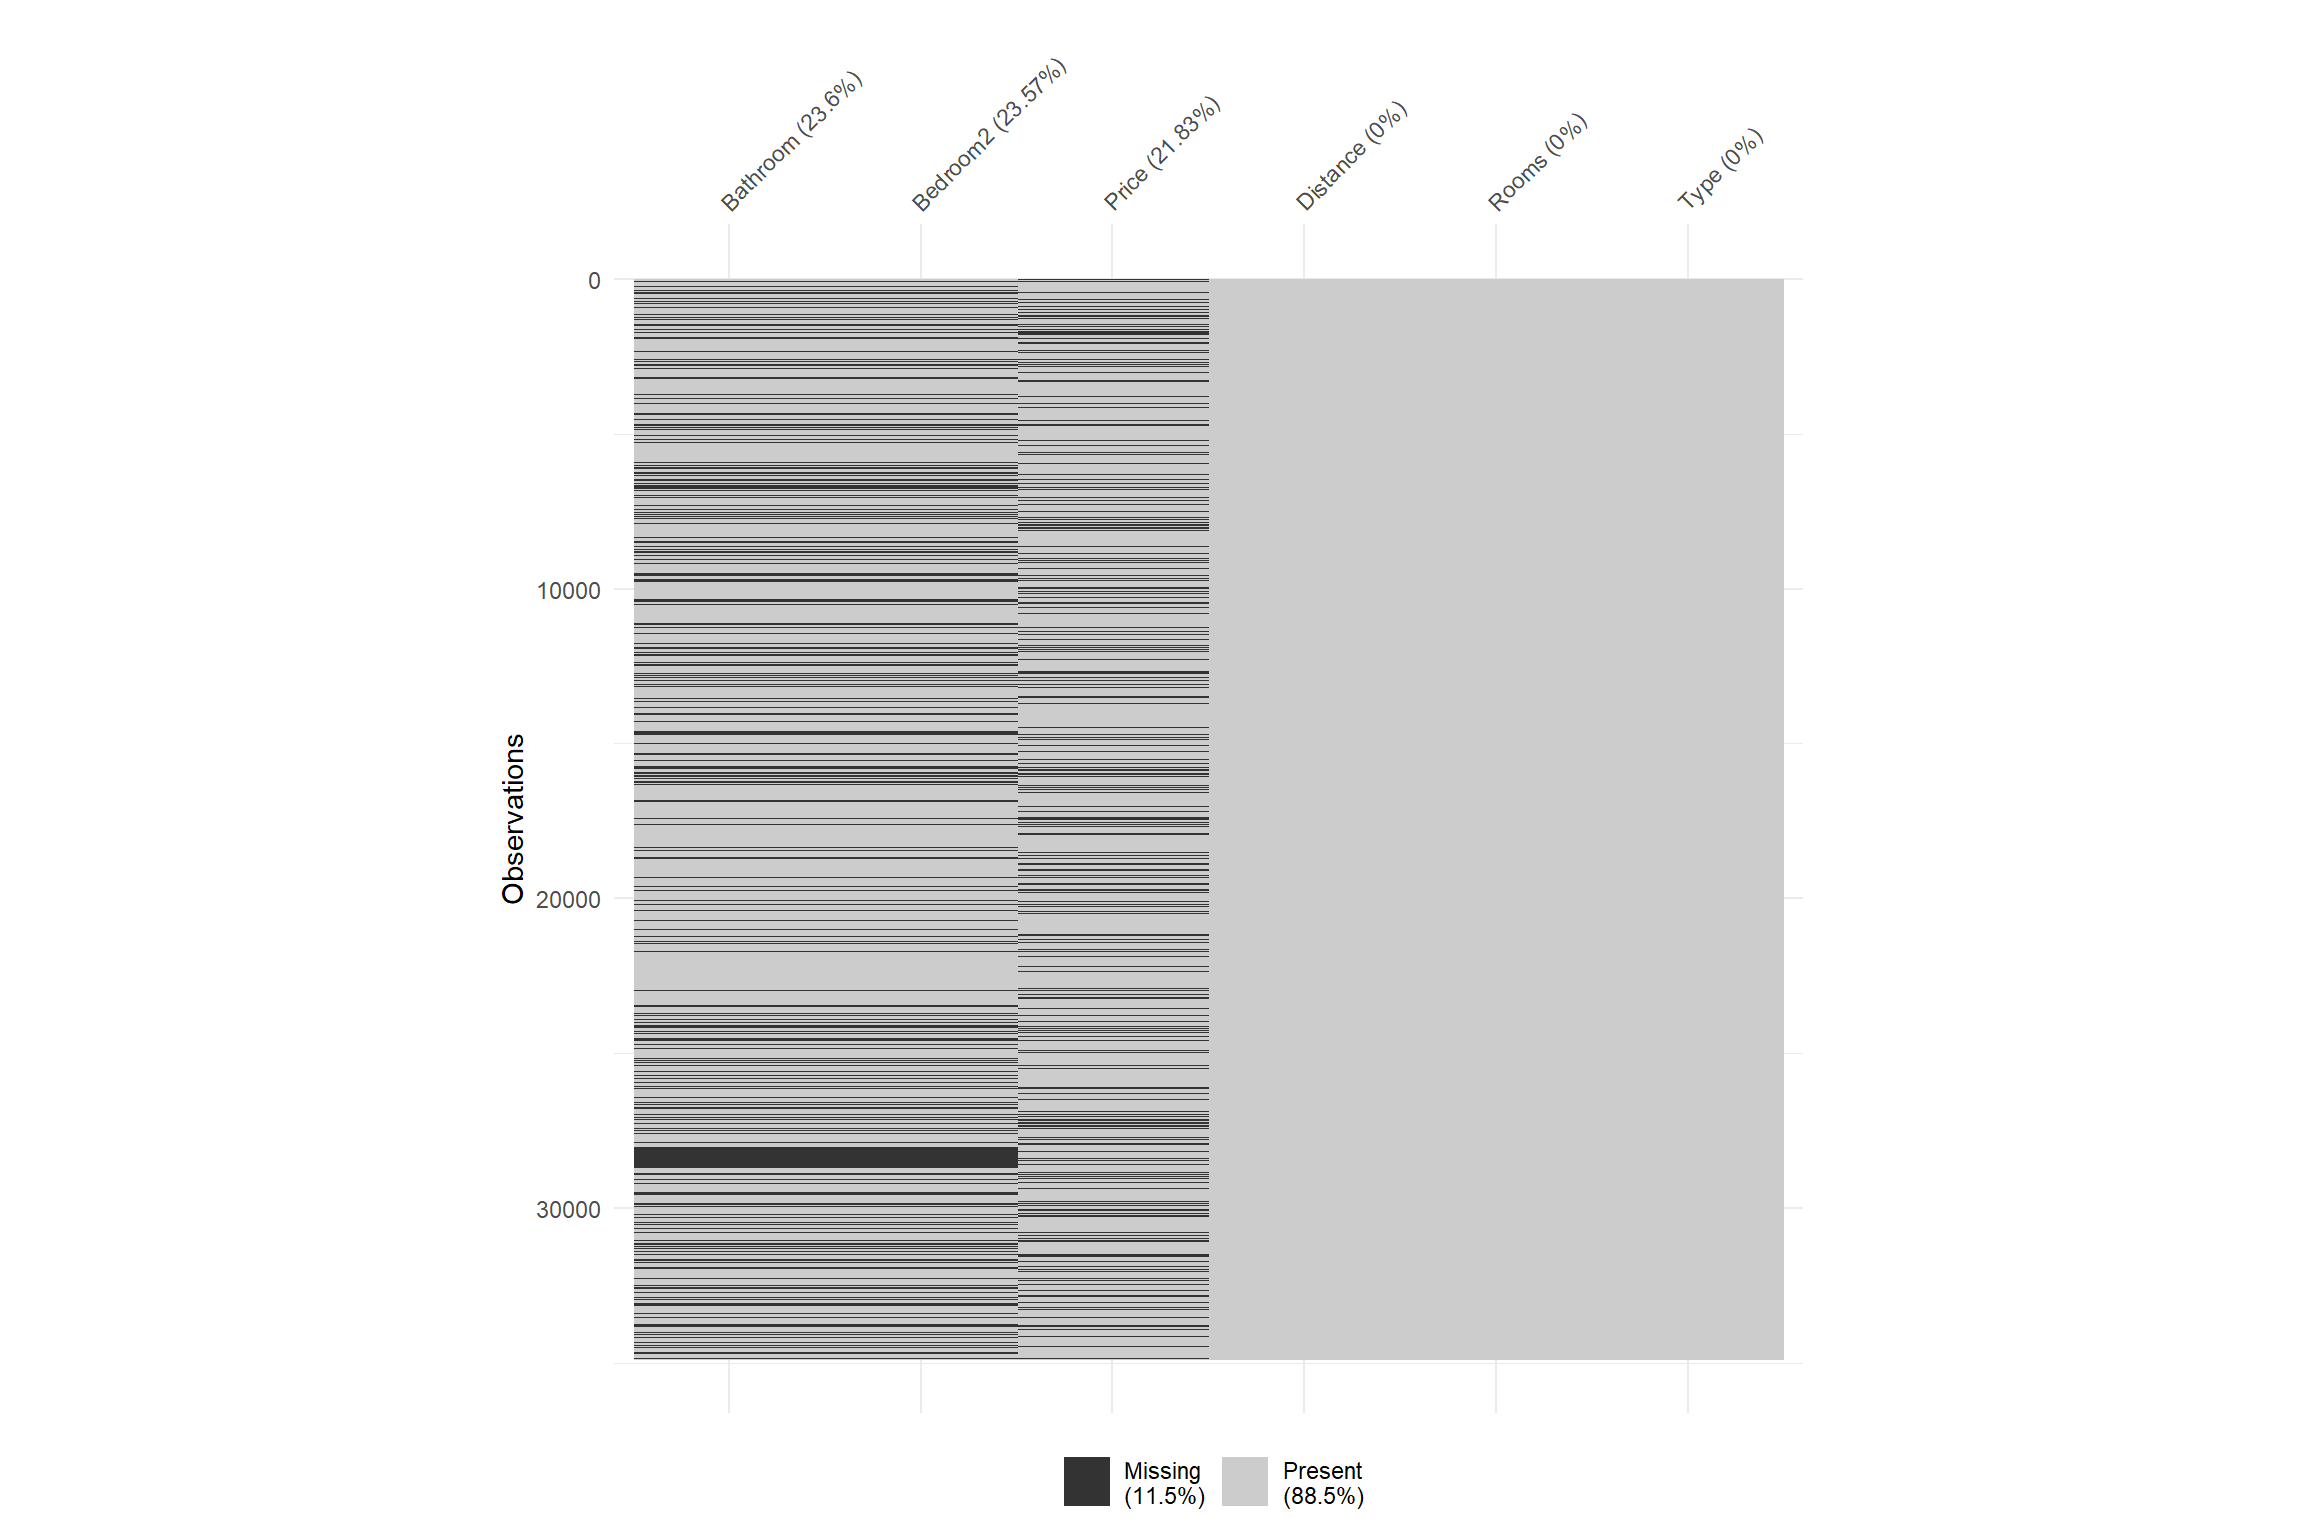 Bathroom (23.6%)
Bedroom2 (23.57%)
Price (21.83%)
Distance (0%)
Rooms (0%)
Type (0%)
0
10000
20000
30000
Observations
Missing
(11.5%)
Present
(88.5%)